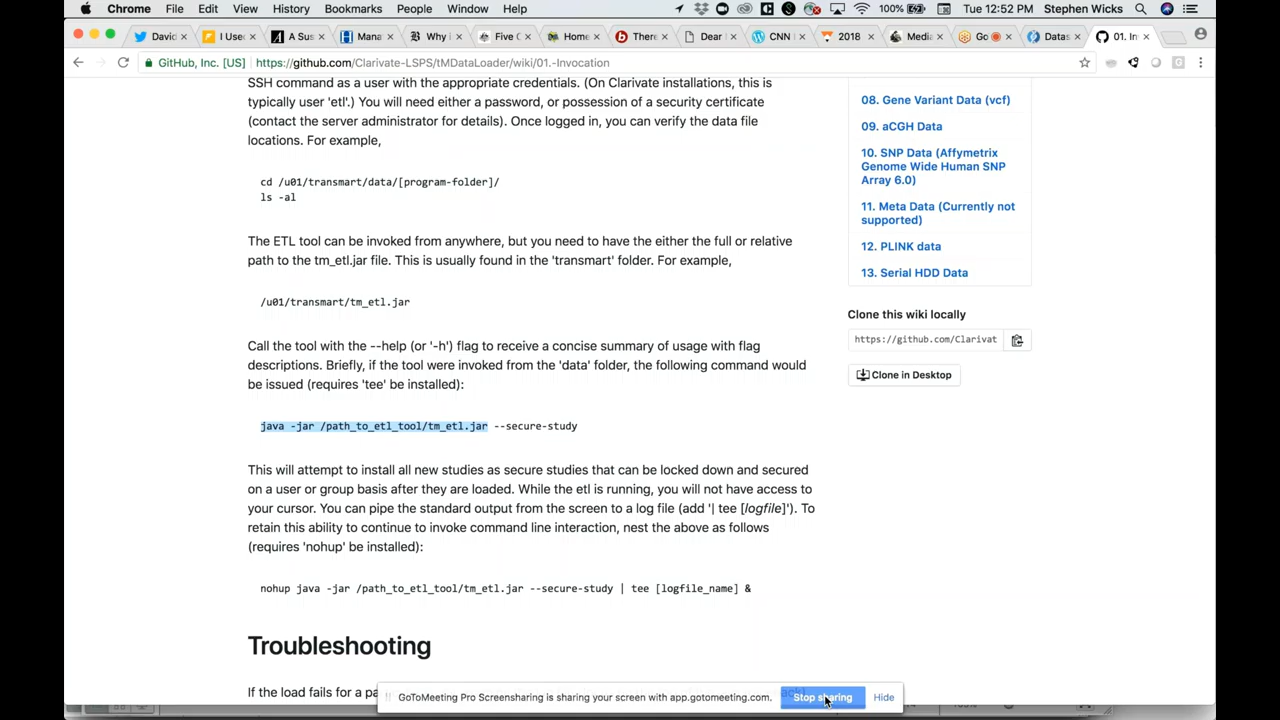 Chrome File Edit View History Bookmarks People Window Help 100% Tue 12:52 PM Stephen Wicks
David I Use A Sus Mana Why i Five C Home There Dear CNN 2018 Media Go Datas 01. In
GitHub, Inc. [US] https://github.com/Clarivate-LSPS/tMDataLoader/wiki/01.-Invocation
SSH command as a user with the appropriate credentials. (On Clarivate installations, this is
typically user 'etl'.) You will need either a password, or possession of a security certificate
(contact the server administrator for details). Once logged in, you can verify the data file
locations. For example,
cd /u01/transmart/data/[program-folder]/
ls -al
The ETL tool can be invoked from anywhere, but you need to have the either the full or relative
path to the tm_etl.jar file. This is usually found in the 'transmart' folder. For example,
/u01/transmart/tm_etl.jar
Call the tool with the --help (or '-h') flag to receive a concise summary of usage with flag
descriptions. Briefly, if the tool were invoked from the 'data' folder, the following command would
be issued (requires 'tee' be installed):
java -jar /path_to_etl_tool/tm_etl.jar --secure-study
This will attempt to install all new studies as secure studies that can be locked down and secured
on a user or group basis after they are loaded. While the etl is running, you will not have access to
your cursor. You can pipe the standard output from the screen to a log file (add '| tee [logfile]'). To
retain this ability to continue to invoke command line interaction, nest the above as follows
(requires 'nohup' be installed):
nohup java -jar /path_to_etl_tool/tm_etl.jar --secure-study | tee [logfile_name] &
Troubleshooting
If the load fails for a pa
08. Gene Variant Data (vcf)
09. aCGH Data
10. SNP Data (Affymetrix
Genome Wide Human SNP
Array 6.0)
11. Meta Data (Currently not
supported)
12. PLINK data
13. Serial HDD Data
Clone this wiki locally
https://github.com/Clarivat
Clone in Desktop
GoToMeeting Pro Screensharing is sharing your screen with app.gotomeeting.com. Stop sharing Hide